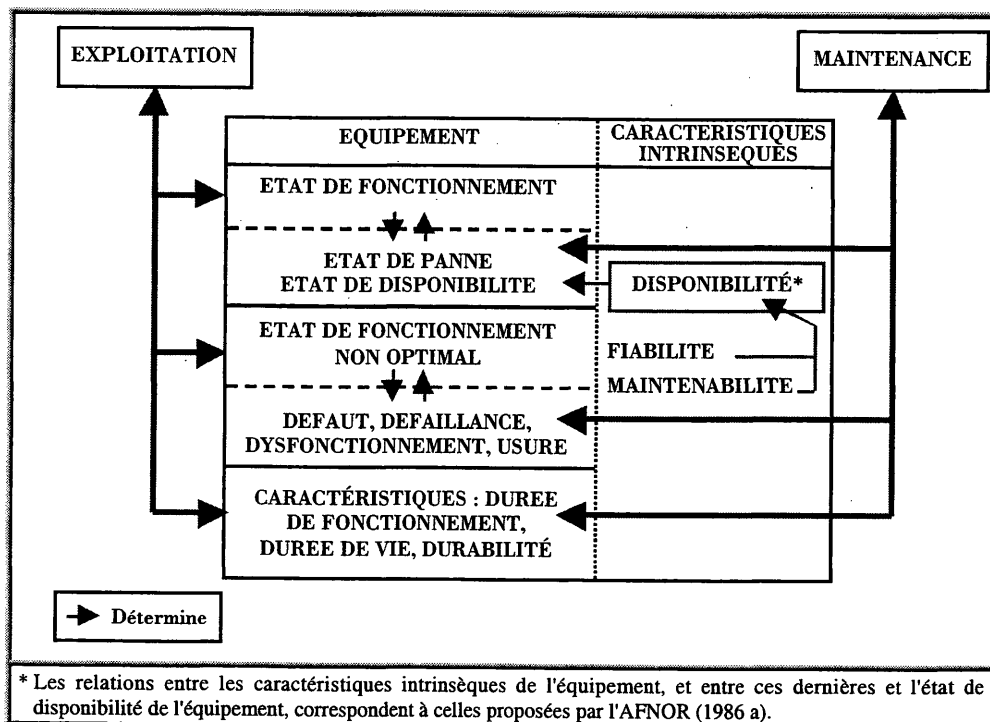 EXPLOITATION
MAINTENANCE
EQUIPEMENT
CARACTERISTIQUES
INTRINSEQUES
ETAT DE FONCTIONNEMENT
ETAT DE PANNE
ETAT DE DISPONIBILITE
DISPONIBILITÉ*
ETAT DE FONCTIONNEMENT
NON OPTIMAL
FIABILITE
MAINTENABILITE
DEFAUT, DEFAILLANCE,
DYSFONCTIONNEMENT, USURE
CARACTÉRISTIQUES : DUREE
DE FONCTIONNEMENT,
DUREE DE VIE, DURABILITÉ
Détermine
* Les relations entre les caractéristiques intrinsèques de l'équipement, et entre ces dernières et l'état de
disponibilité de l'équipement, correspondent à celles proposées par l'AFNOR (1986 a).